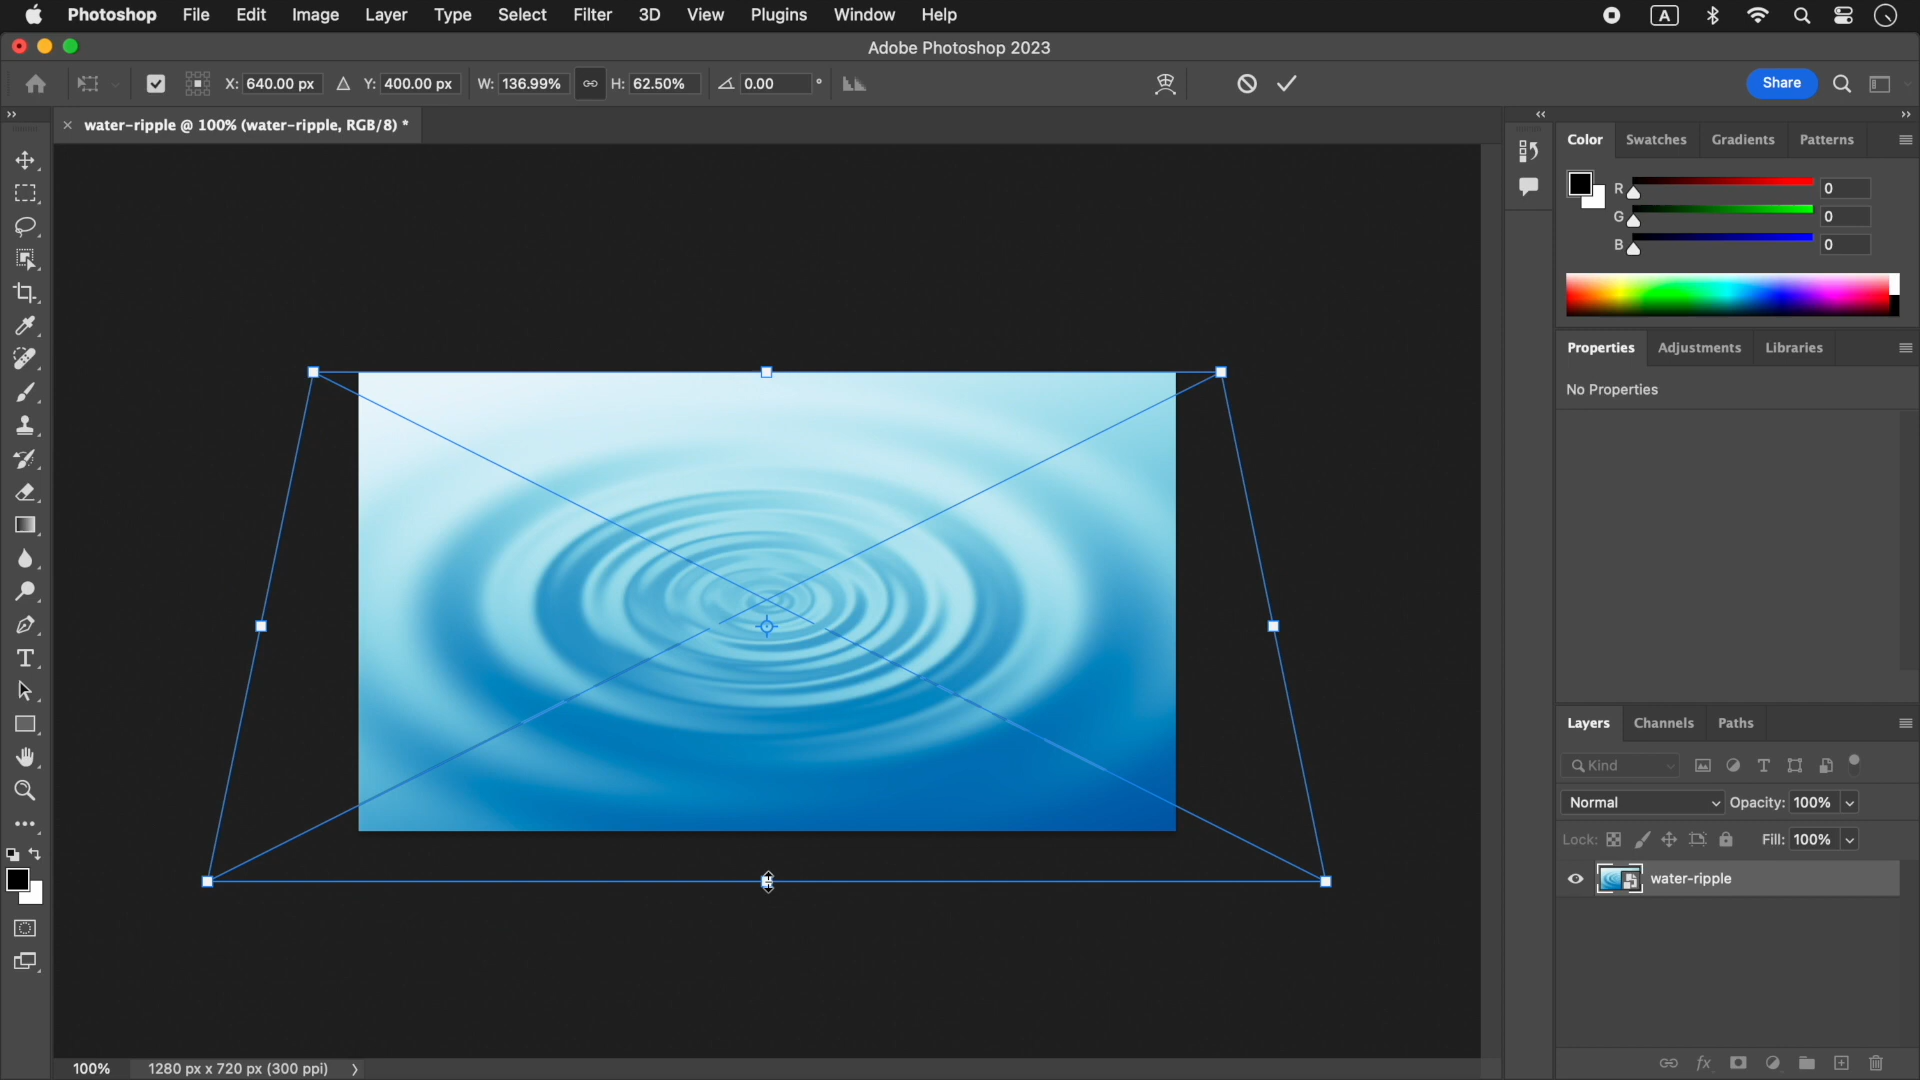 Photoshop File Edit Image Layer Type Select Filter 3D View Plugins Window Help A
Adobe Photoshop 2023
X: 640.00 px Y: 400.00 px W: 136.99% H: 62.50% 0.00 ° Share
water-ripple @ 100% (water-ripple, RGB/8) *
Color Swatches Gradients Patterns
R 0
G 0
B 0
Properties Adjustments Libraries
No Properties
Layers Channels Paths
Kind
Normal Opacity: 100%
Lock: Fill: 100%
water-ripple
100% 1280 px x 720 px (300 ppi)
fx